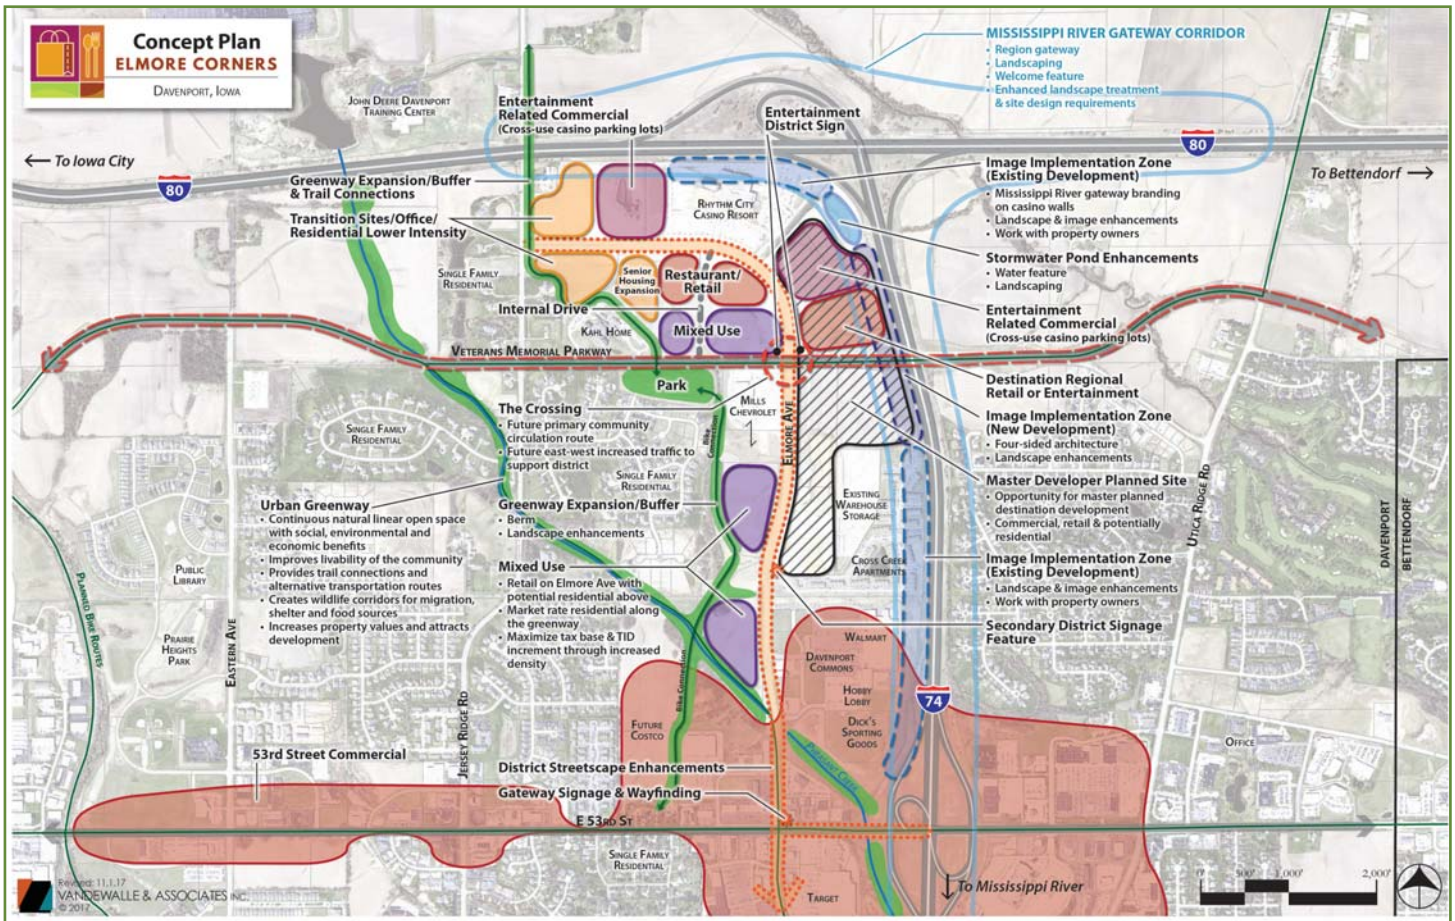 Concept Plan
ELMORE CORNERS
DAVENPORT, IOWA
JOHN DEERE DAVENPORT
TRAINING CENTER
MISSISSIPPI RIVER GATEWAY CORRIDOR
• Region gateway
• Landscaping
• Welcome feature
• Enhanced landscape treatment
& site design requirements
Entertainment
Related Commercial
(Cross-use casino parking lots)
Entertainment
District Sign
← To Iowa City
80
80
To Bettendorf →
Greenway Expansion/Buffer
& Trail Connections
Transition Sites/Office/
Residential Lower Intensity
RHYTHM CITY
CASINO RESORT
Image Implementation Zone
(Existing Development)
• Mississippi River gateway branding
on casino walls
• Landscape & image enhancements
• Work with property owners
Stormwater Pond Enhancements
• Water feature
• Landscaping
SINGLE FAMILY
RESIDENTIAL
Senior
Housing
Expansion
Restaurant/
Retail
Internal Drive
KAHL HOME
Mixed Use
Entertainment
Related Commercial
(Cross-use casino parking lots)
VETERANS MEMORIAL PARKWAY
Park
Destination Regional
Retail or Entertainment
The Crossing
• Future primary community
circulation route
• Future east-west increased traffic to
support district
MILLS
CHEVROLET
Bike
Connection
ELMORE AVE
Image Implementation Zone
(New Development)
• Four-sided architecture
• Landscape enhancements
SINGLE FAMILY
RESIDENTIAL
SINGLE FAMILY
RESIDENTIAL
Master Developer Planned Site
• Opportunity for master planned
destination development
• Commercial, retail & potentially
residential
UTICA RIDGE RD
DAVENPORT
BETTENDORF
Urban Greenway
• Continuous natural linear open space
with social, environmental and
economic benefits
• Improves livability of the community
• Provides trail connections and
alternative transportation routes
• Creates wildlife corridors for migration,
shelter and food sources
• Increases property values and attracts
development
Greenway Expansion/Buffer
• Berm
• Landscape enhancements
EXISTING
WAREHOUSE
STORAGE
CROSS CREEK
APARTMENTS
Image Implementation Zone
(Existing Development)
• Landscape & image enhancements
• Work with property owners
Mixed Use
• Retail on Elmore Ave with
potential residential above
• Market rate residential along
the greenway
• Maximize tax base & TID
increment through increased
density
PUBLIC
LIBRARY
PLANNED BIKE ROUTES
PRAIRIE
HEIGHTS
PARK
EASTERN AVE
JERSEY RIDGE RD
Secondary District Signage
Feature
WALMART
DAVENPORT
COMMONS
HOBBY
LOBBY
DICK'S
SPORTING
GOODS
74
Bike Connection
FUTURE
COSTCO
OFFICE
53rd Street Commercial
District Streetscape Enhancements
Gateway Signage & Wayfinding
E 53RD ST
SINGLE FAMILY
RESIDENTIAL
TARGET
↓ To Mississippi River
Revised: 11.1.17
VANDEWALLE & ASSOCIATES INC.
© 2017
0' 500' 1,000' 2,000'